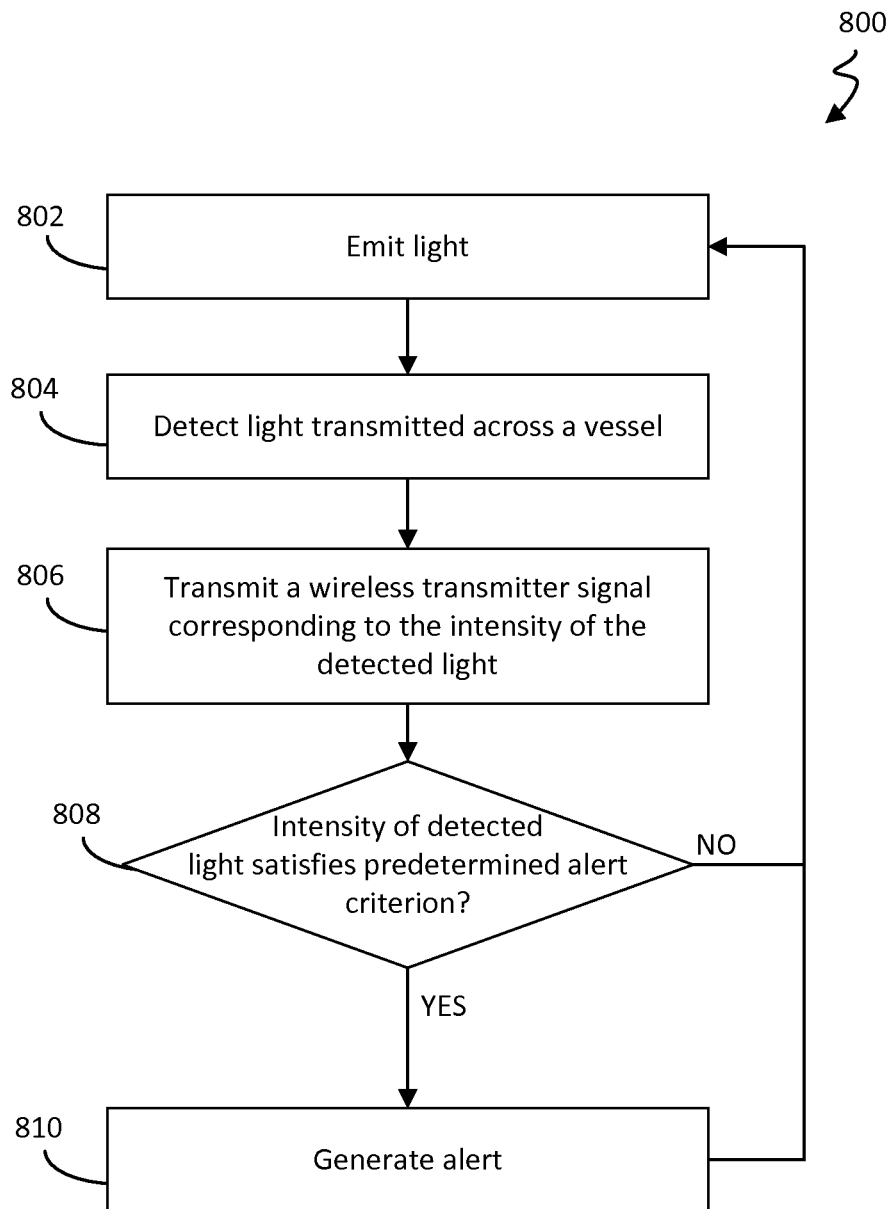 800
802
Emit light
804
Detect light transmitted across a vessel
806
Transmit a wireless transmitter signal
corresponding to the intensity of the
detected light
808
Intensity of detected
light satisfies predetermined alert
criterion?
NO
YES
810
Generate alert